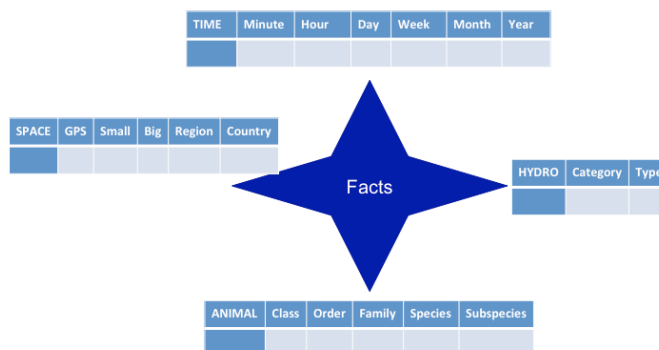 TIME Minute Hour Day Week Month Year
SPACE GPS Small Big Region Country
HYDRO Category Type
Facts
ANIMAL Class Order Family Species Subspecies